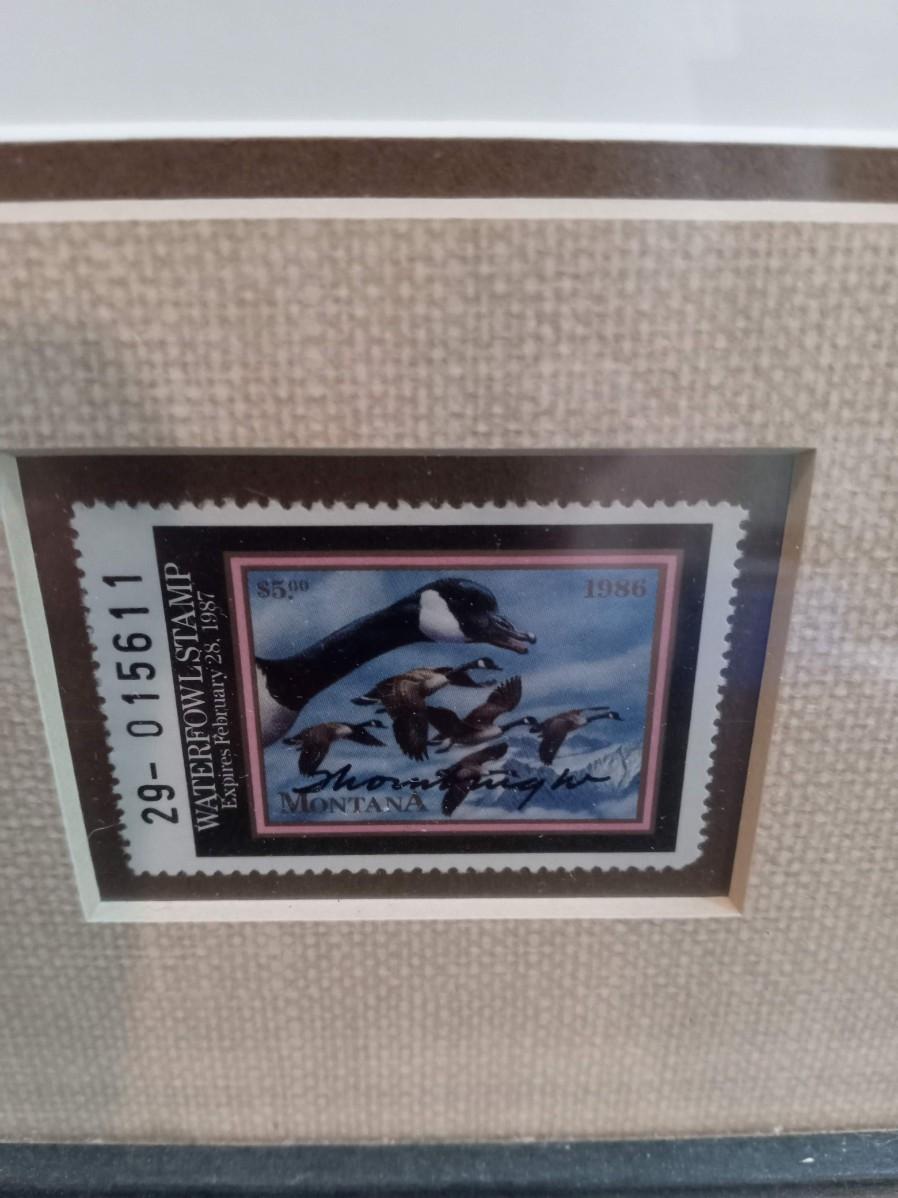 29- 015611
WATERFOWL STAMP
Expires February 28, 1987
$5.00
1986
MONTANA